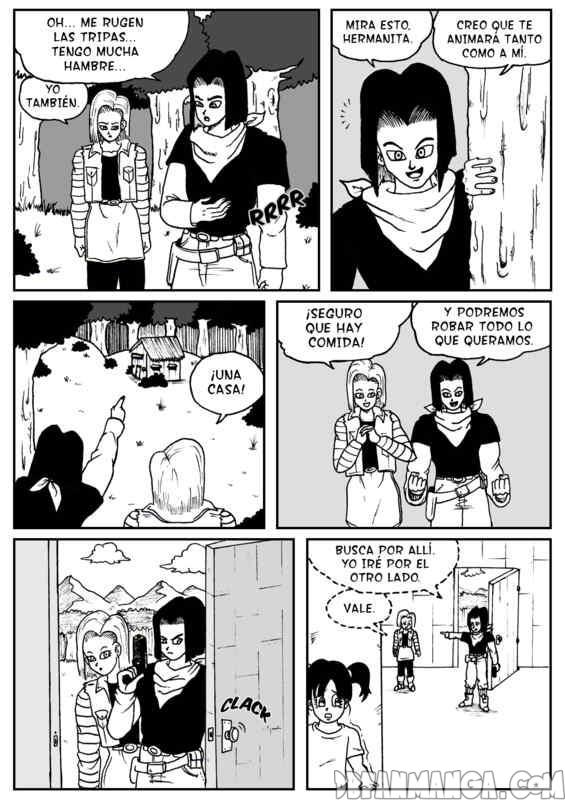 OH... ME RUGEN
LAS TRIPAS...
TENGO MUCHA
HAMBRE...
YO
TAMBIÉN.
RRRR
MIRA ESTO,
HERMANITA.
CREO QUE TE
ANIMARÁ TANTO
COMO A MÍ.
¡UNA
CASA!
¡SEGURO
QUE HAY
COMIDA!
Y PODREMOS
ROBAR TODO LO
QUE QUERAMOS.
CLACK
BUSCA POR ALLÍ.
YO IRÉ POR EL
OTRO LADO.
VALE.
DBFANMANGA.COM